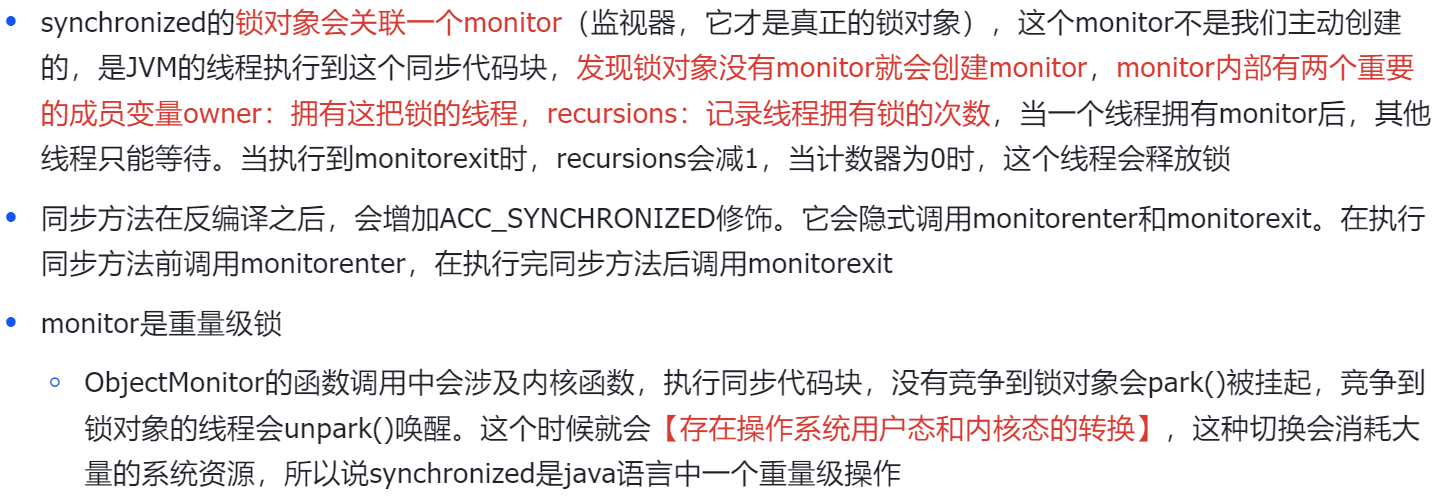 synchronized的锁对象会关联一个monitor（监视器，它才是真正的锁对象），这个monitor不是我们主动创建
的，是JVM的线程执行到这个同步代码块，发现锁对象没有monitor就会创建monitor，monitor内部有两个重要
的成员变量owner：拥有这把锁的线程，recursions：记录线程拥有锁的次数，当一个线程拥有monitor后，其他
线程只能等待。当执行到monitorexit时，recursions会减1，当计数器为0时，这个线程会释放锁
同步方法在反编译之后，会增加ACC_SYNCHRONIZED修饰。它会隐式调用monitorenter和monitorexit。在执行
同步方法前调用monitorenter，在执行完同步方法后调用monitorexit
monitor是重量级锁
ObjectMonitor的函数调用中会涉及内核函数，执行同步代码块，没有竞争到锁对象会park()被挂起，竞争到
锁对象的线程会unpark()唤醒。这个时候就会【存在操作系统用户态和内核态的转换】，这种切换会消耗大
量的系统资源，所以说synchronized是java语言中一个重量级操作